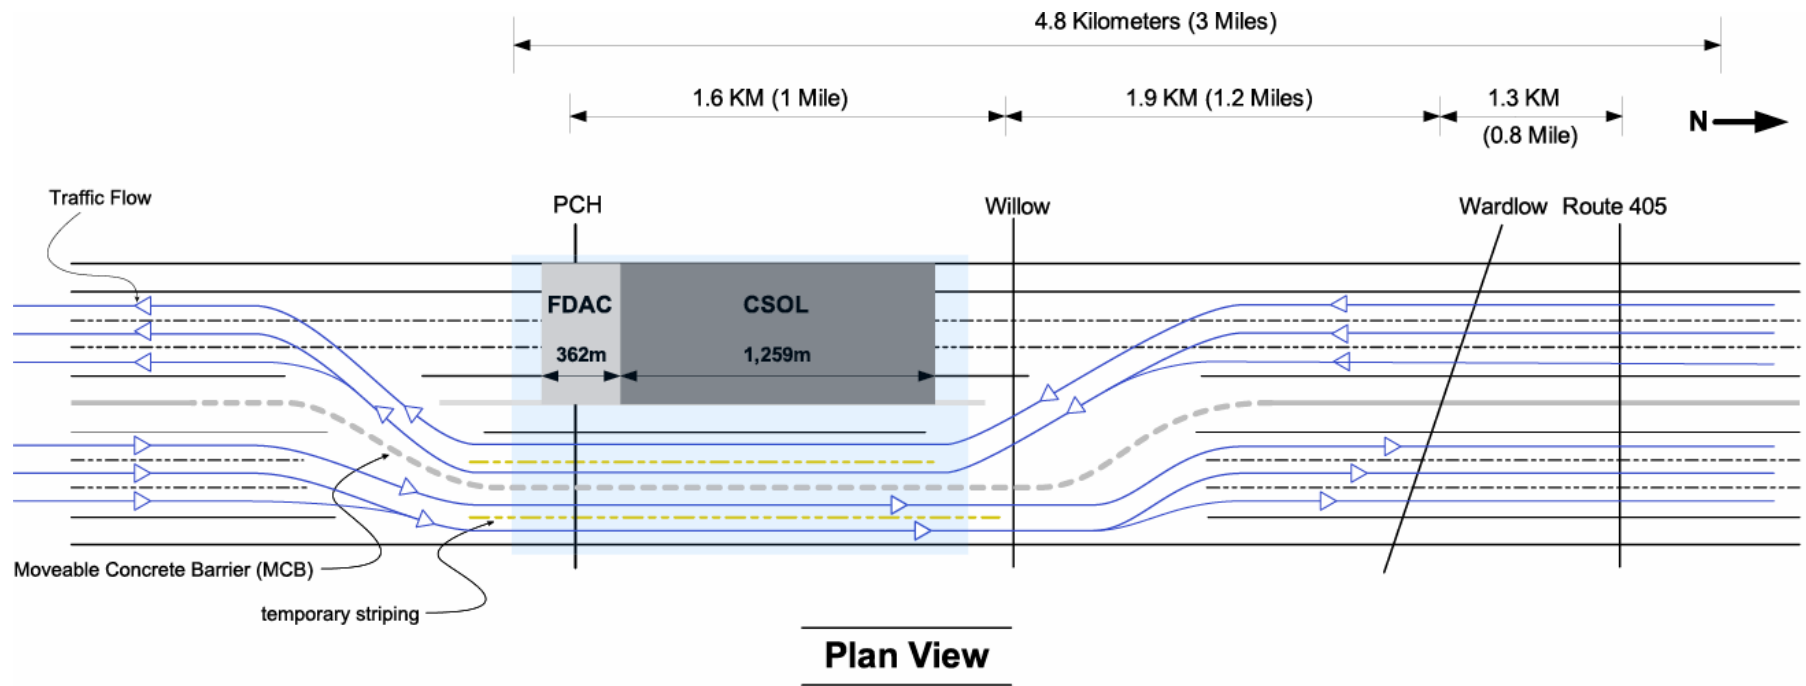 4.8 Kilometers (3 Miles)
1.6 KM (1 Mile)
1.9 KM (1.2 Miles)
1.3 KM
(0.8 Mile)
N
Traffic Flow
PCH
Willow
Wardlow
Route 405
FDAC
CSOL
362m
1,259m
Moveable Concrete Barrier (MCB)
temporary striping
Plan View